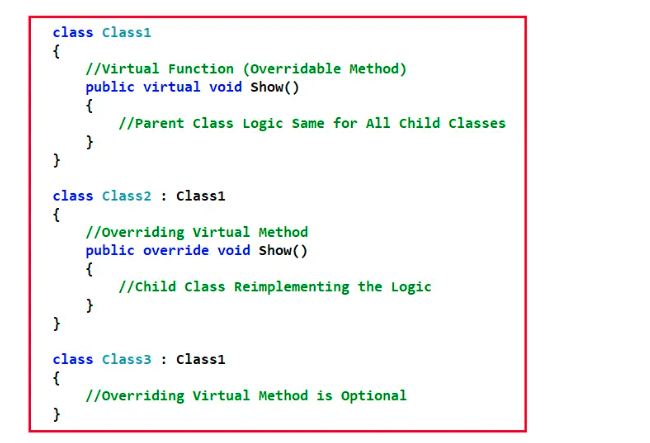 class Class1
{
//Virtual Function (Overridable Method)
public virtual void Show()
{
//Parent Class Logic Same for All Child Classes
}
}
class Class2 : Class1
{
//Overriding Virtual Method
public override void Show()
{
//Child Class Reimplementing the Logic
}
}
class Class3 : Class1
{
//Overriding Virtual Method is Optional
}